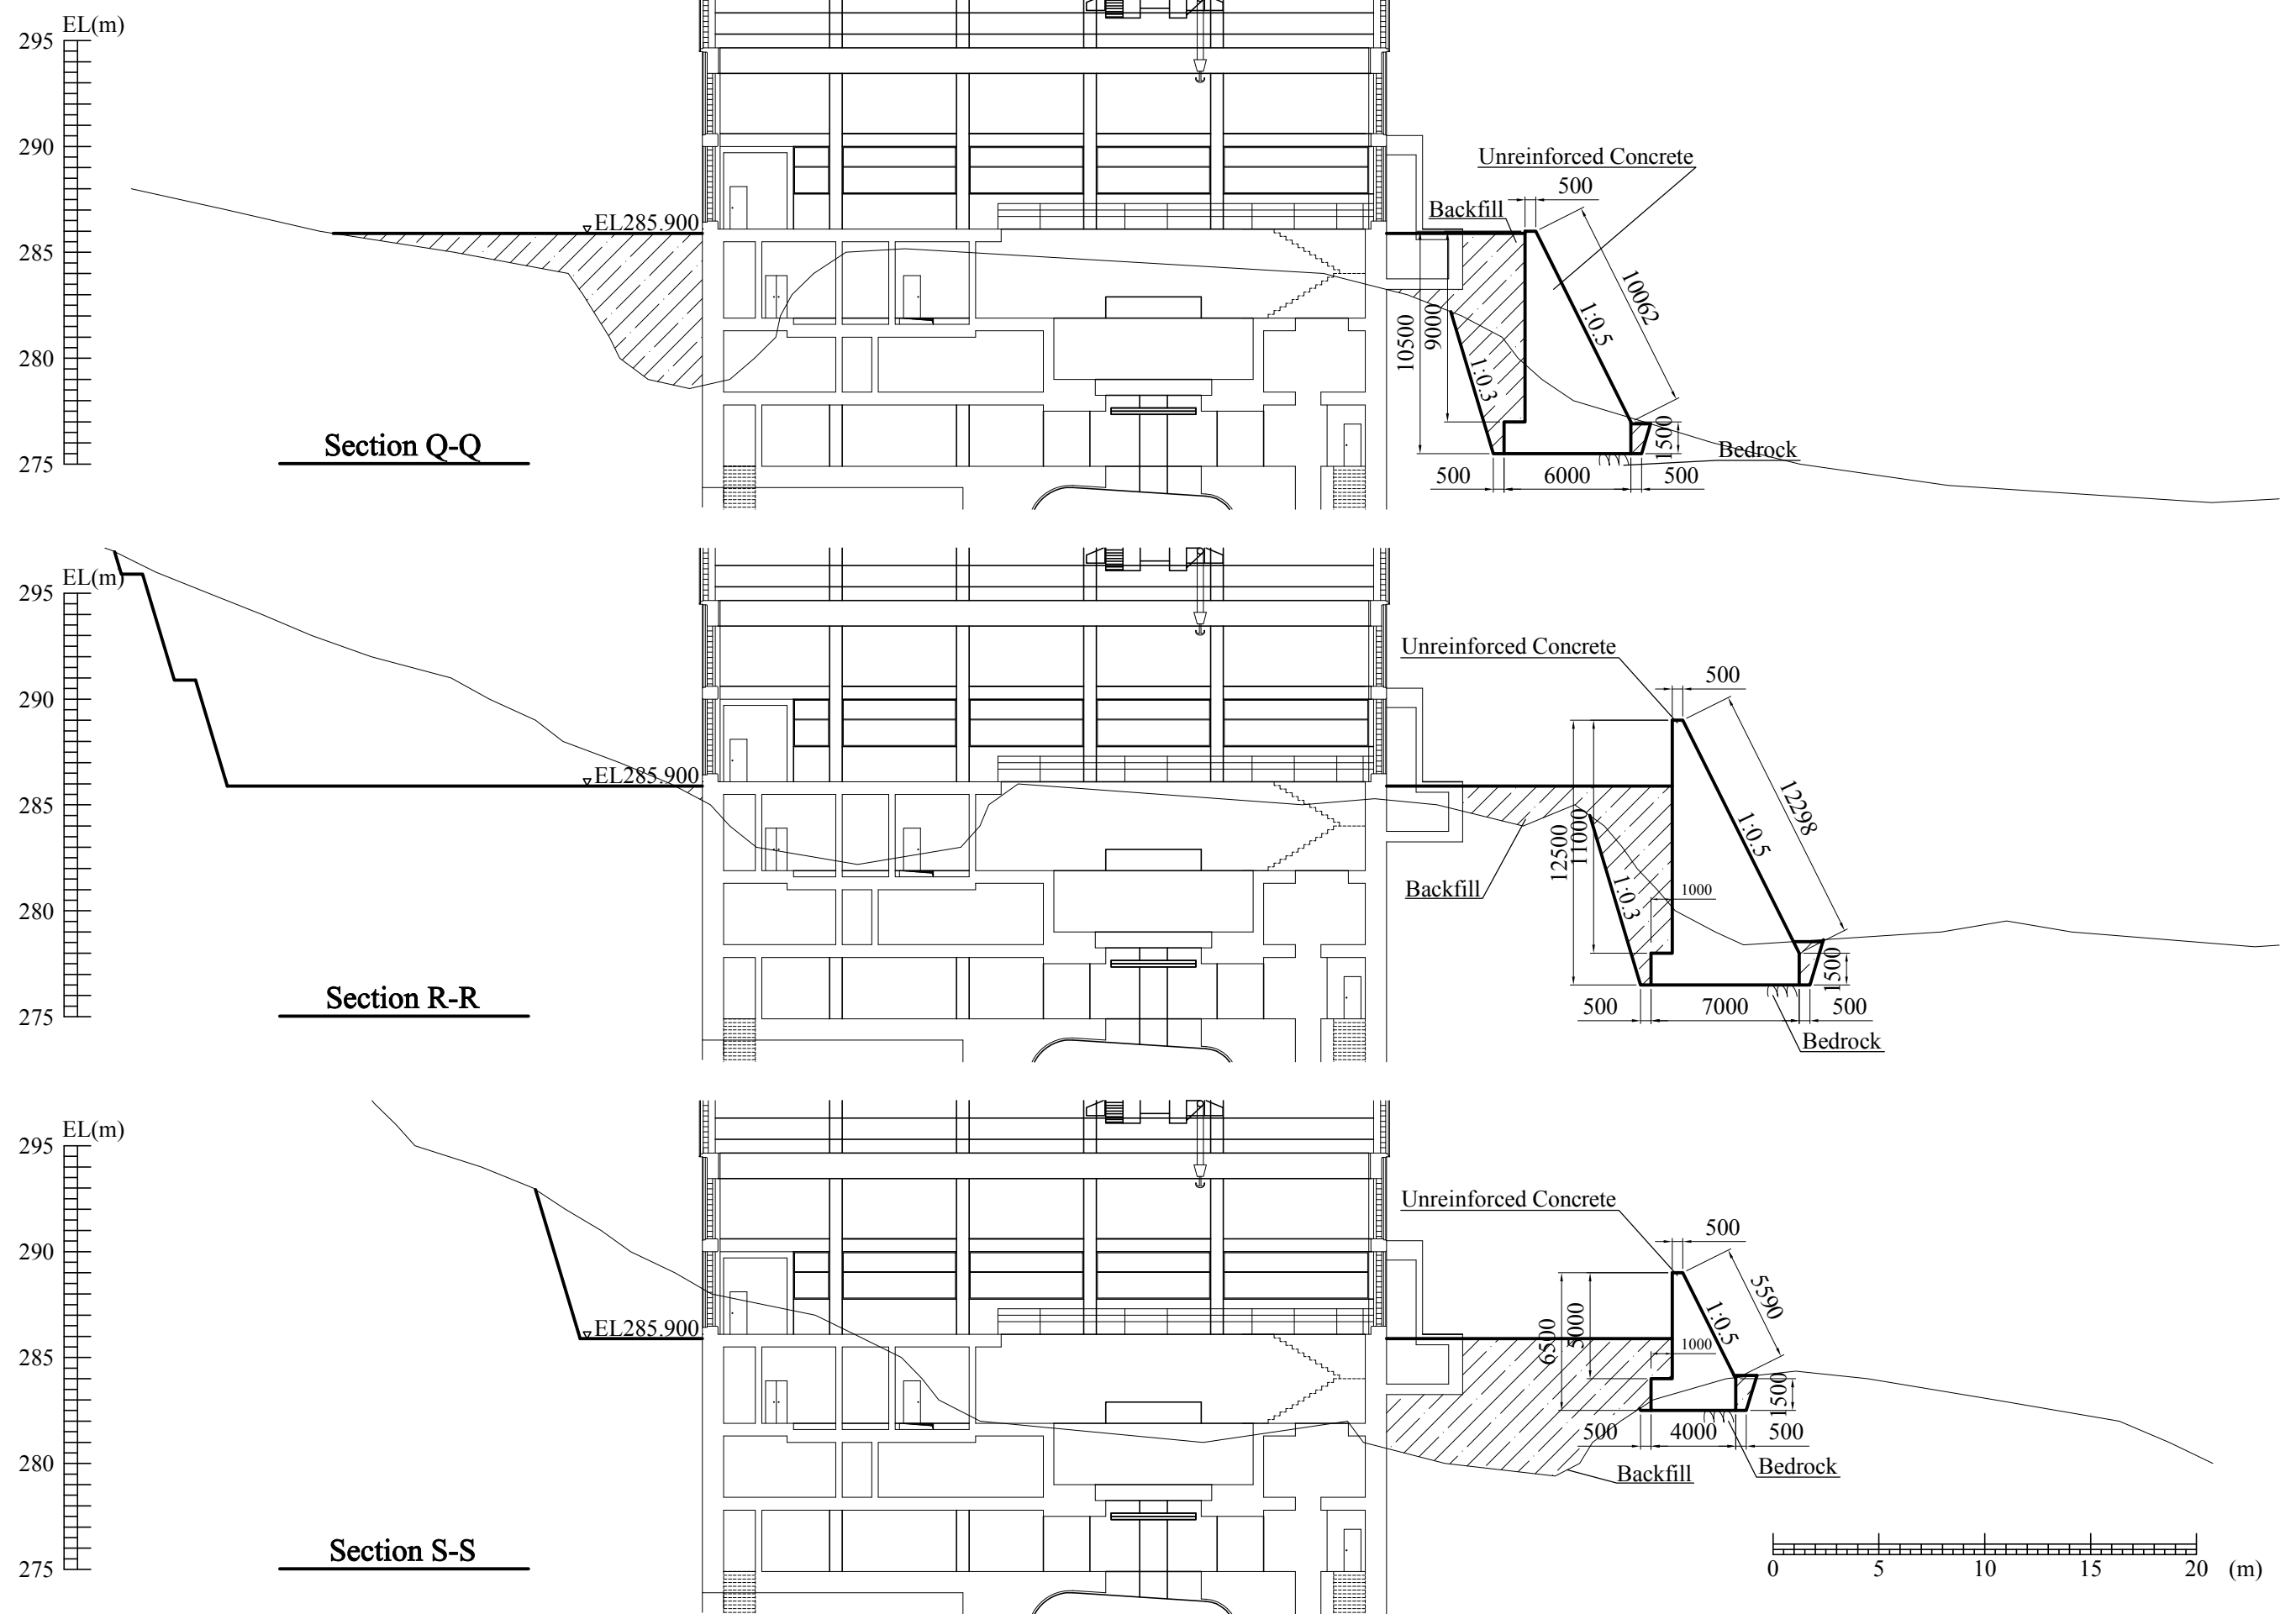 EL(m)
295
290
285
280
275
EL285.900
Unreinforced Concrete
500
Backfill
10062
1:0.5
10500
9000
1:0.3
1500
Bedrock
500
6000
500
Section Q-Q
EL(m)
295
290
285
280
275
EL285.900
Unreinforced Concrete
500
12298
1:0.5
12500
11000
1:0.3
1000
Backfill
1500
500
7000
500
Bedrock
Section R-R
EL(m)
295
290
285
280
275
EL285.900
Unreinforced Concrete
500
5590
1:0.5
6500
5000
1000
1500
500
4000
500
Backfill
Bedrock
Section S-S
0 5 10 15 20 (m)